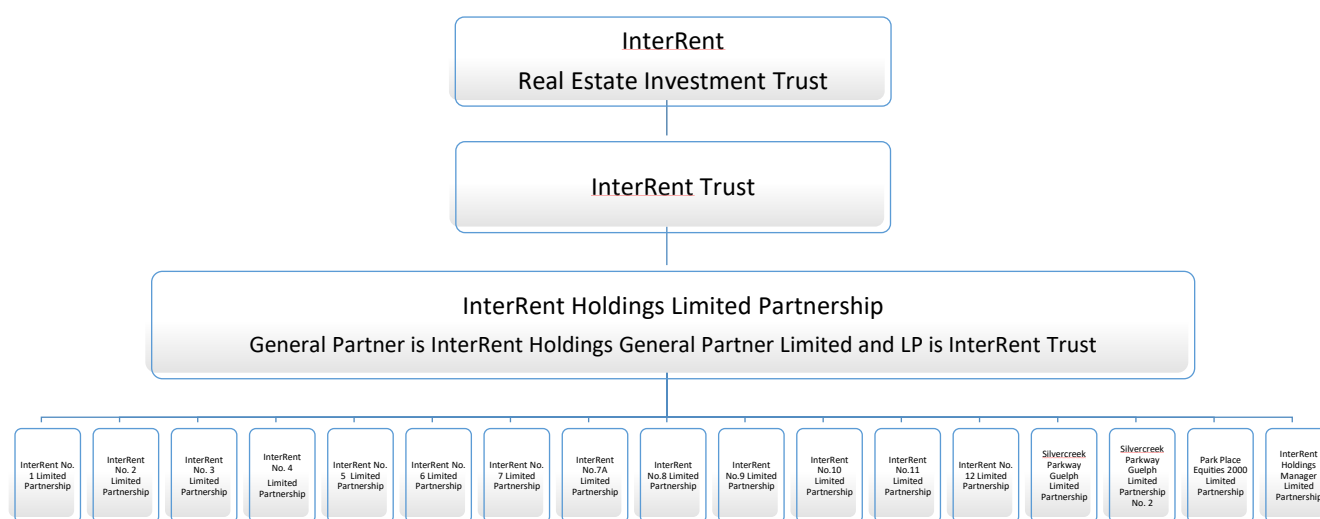 InterRent
Real Estate Investment Trust
InterRent Trust
InterRent Holdings Limited Partnership
General Partner is InterRent Holdings General Partner Limited and LP is InterRent Trust
InterRent No.
1 Limited
Partnership
InterRent
No. 2
Limited
Partnership
InterRent
No. 3
Limited
Partnership
InterRent
No. 4
Limited
Partnership
InterRent No.
5 Limited
Partnership
InterRent No.
6 Limited
Partnership
InterRent No.
7 Limited
Partnership
InterRent
No.7A
Limited
Partnership
InterRent
No.8 Limited
Partnership
InterRent
No.9 Limited
Partnership
InterRent
No.10
Limited
Partnership
InterRent
No.11
Limited
Partnership
InterRent No.
12 Limited
Partnership
Silvercreek
Parkway
Guelph
Limited
Partnership
Silvercreek
Parkway
Guelph
Limited
Partnership
No. 2
Park Place
Equities 2000
Limited
Partnership
InterRent
Holdings
Manager
Limited
Partnership